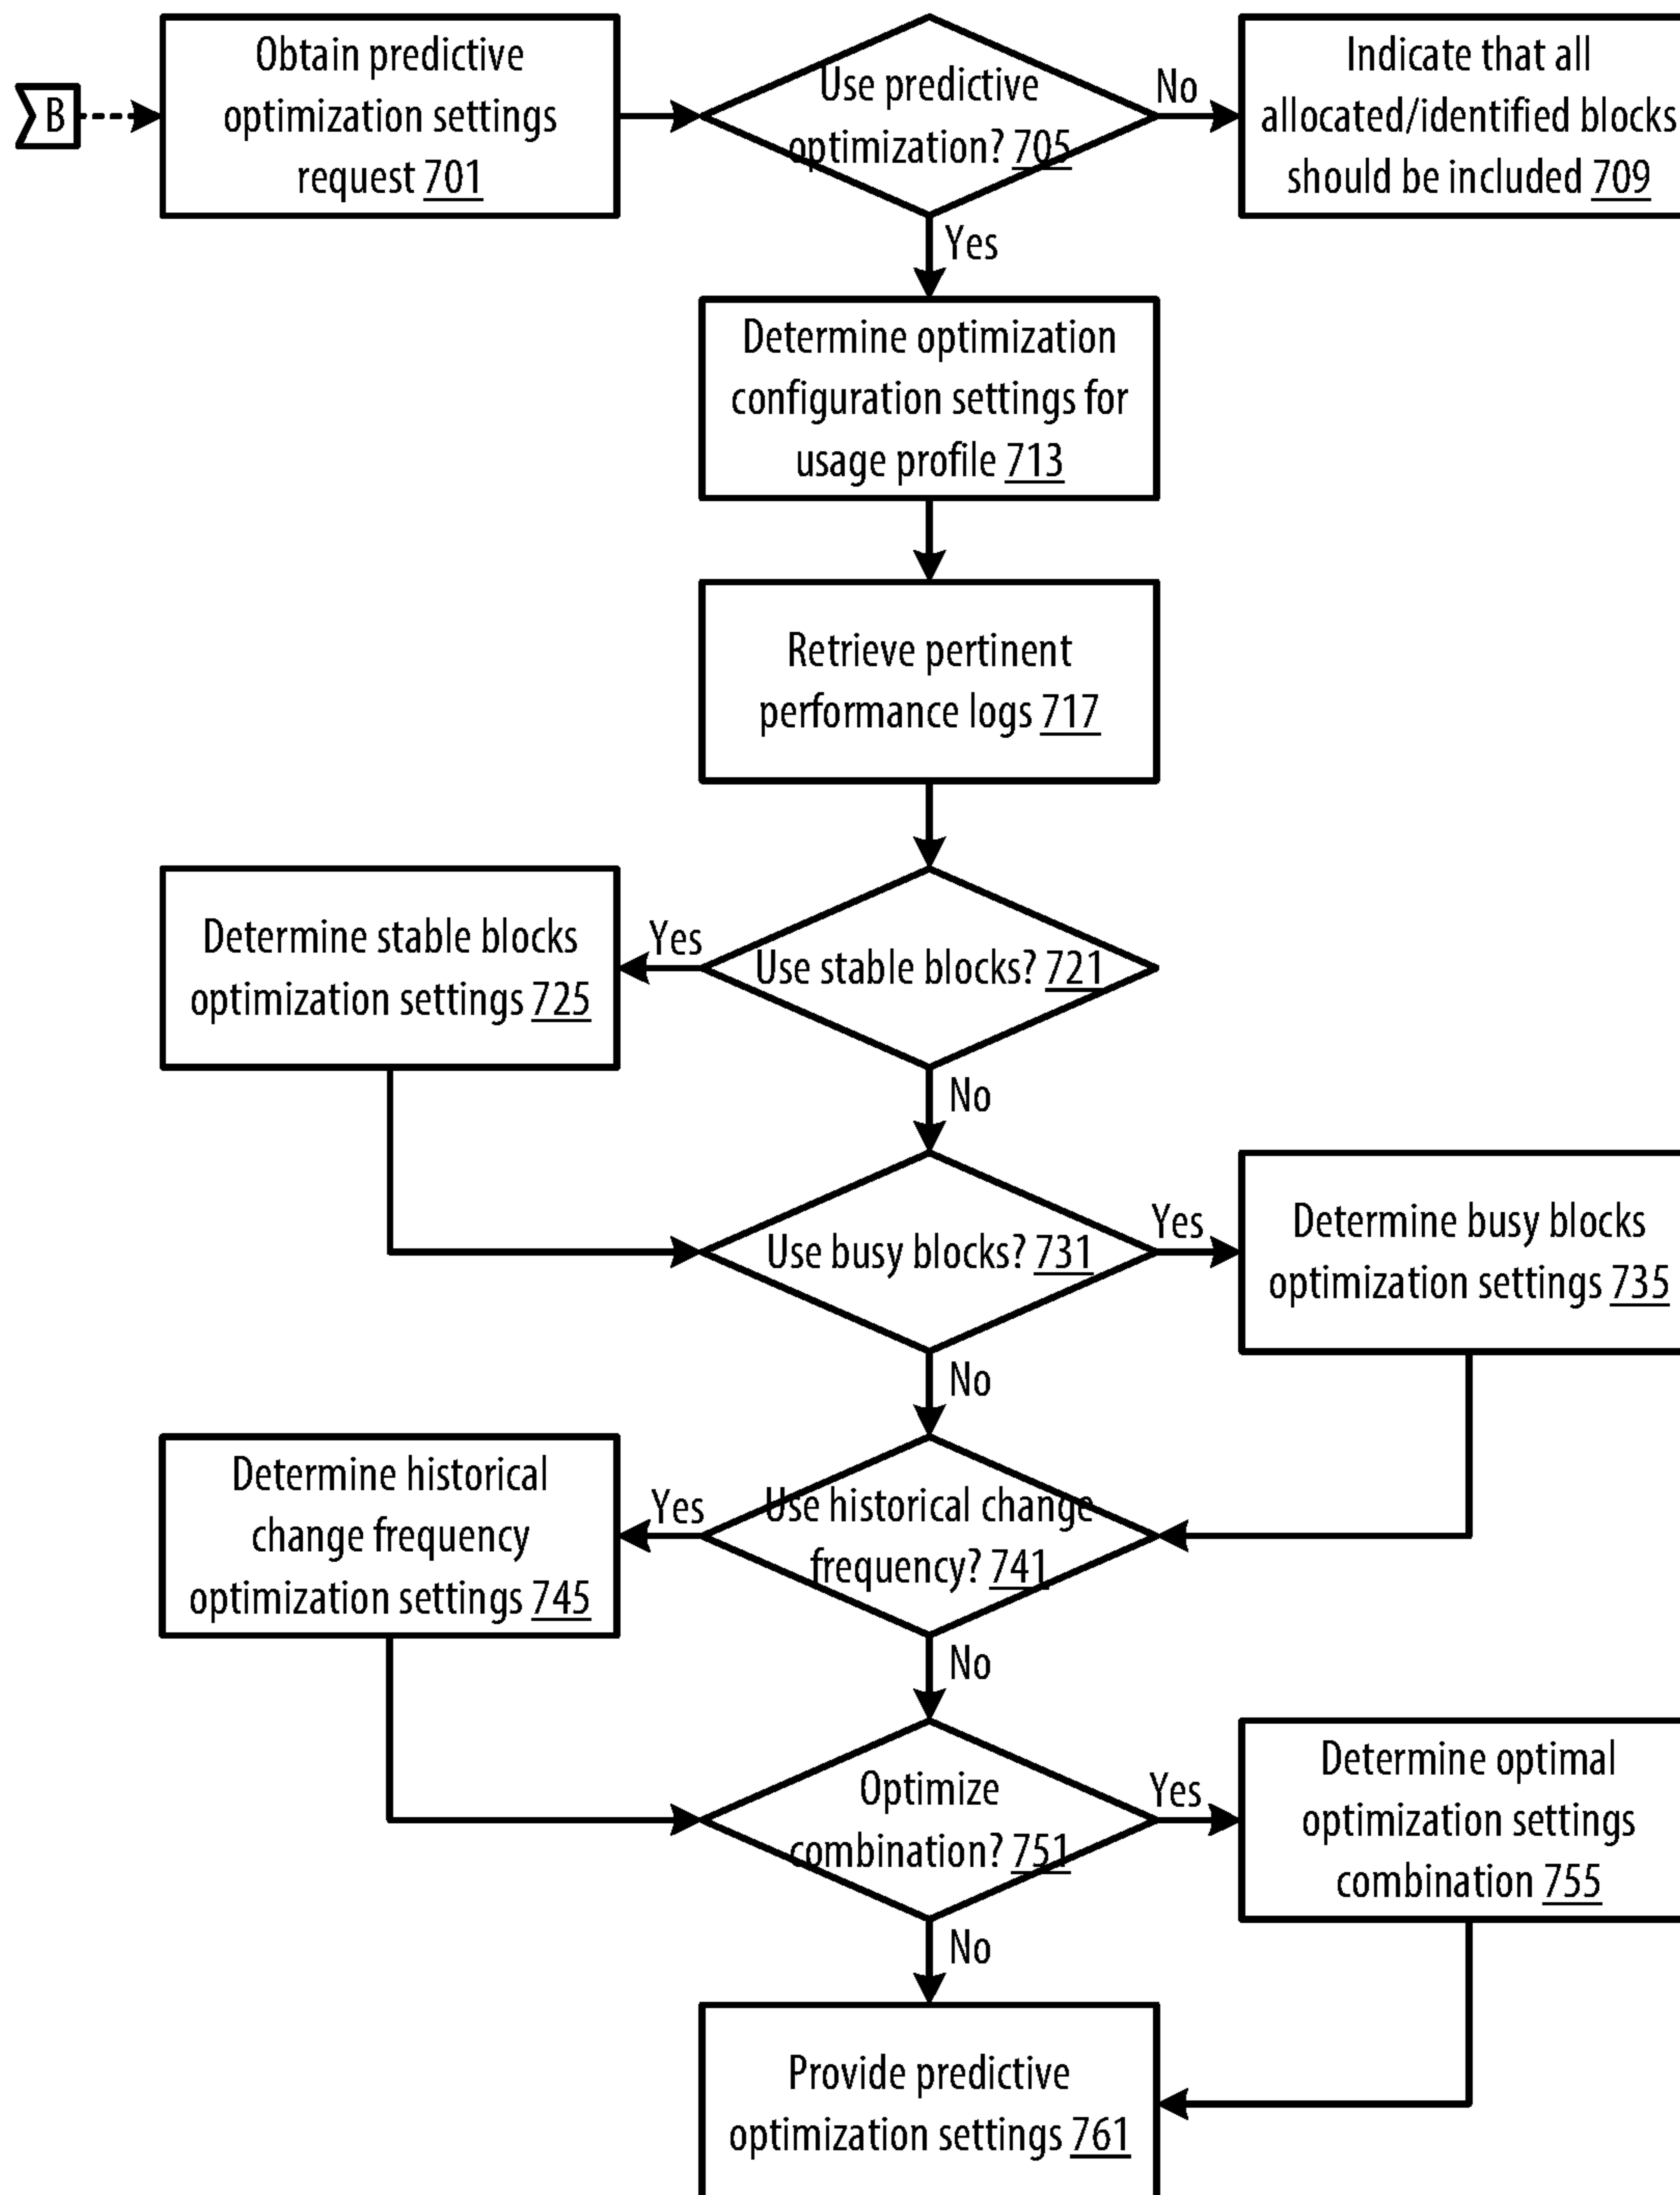 B
Obtain predictive
optimization settings
request 701
Use predictive
optimization? 705
No
Indicate that all
allocated/identified blocks
should be included 709
Yes
Determine optimization
configuration settings for
usage profile 713
Retrieve pertinent
performance logs 717
Determine stable blocks
optimization settings 725
Yes
Use stable blocks? 721
No
Use busy blocks? 731
Yes
Determine busy blocks
optimization settings 735
No
Determine historical
change frequency
optimization settings 745
Yes
Use historical change
frequency? 741
No
Optimize
combination? 751
Yes
Determine optimal
optimization settings
combination 755
No
Provide predictive
optimization settings 761